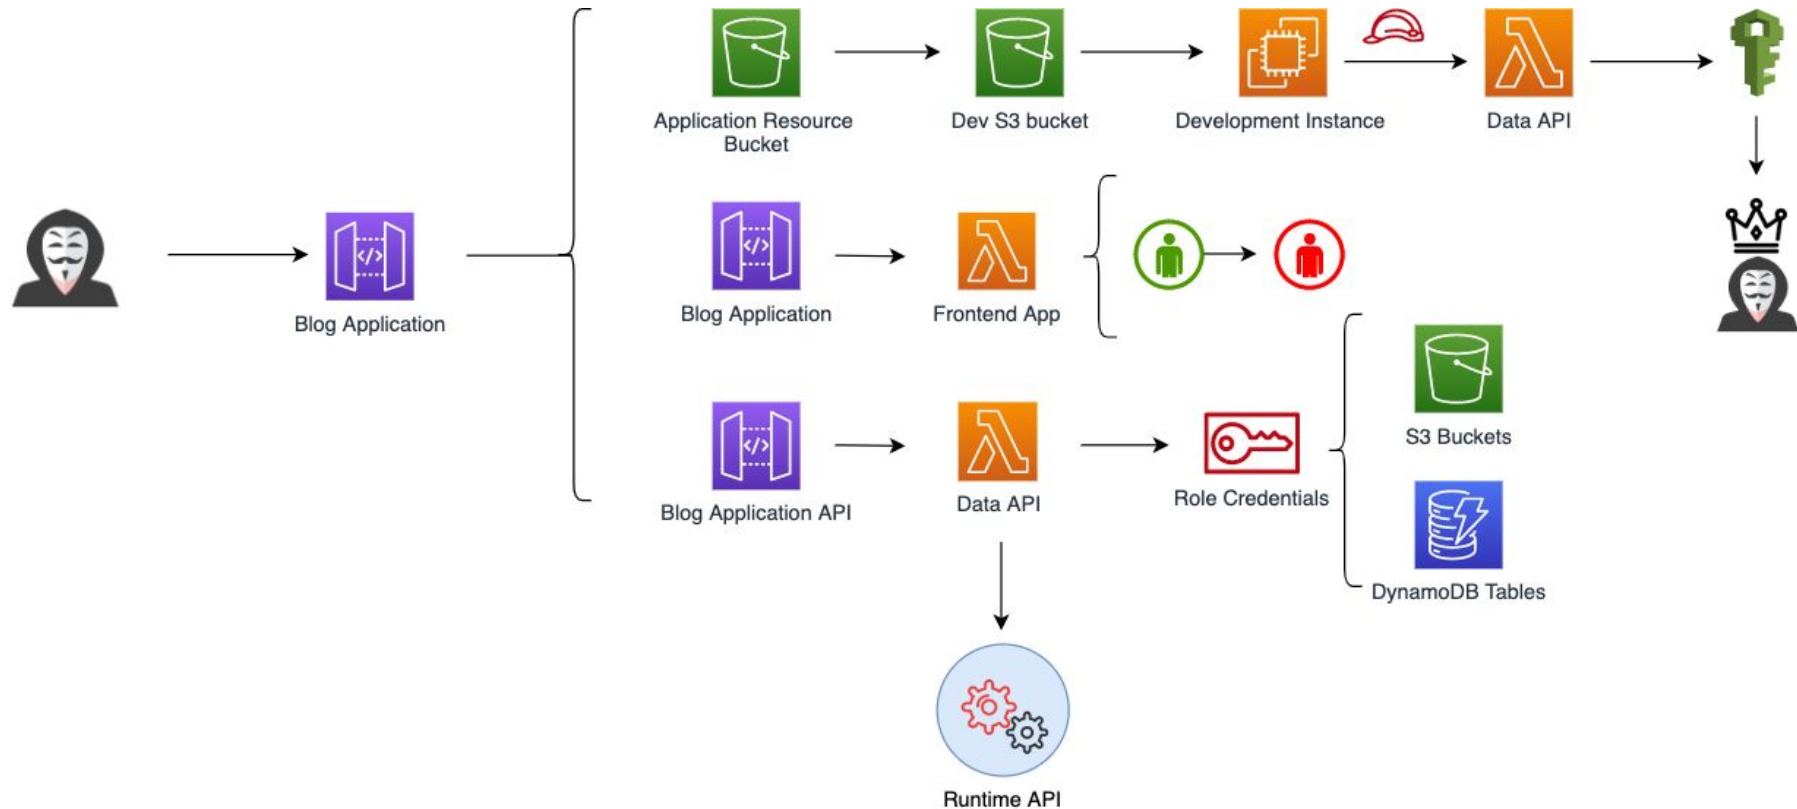 Application Resource
Bucket
Dev S3 bucket
Development Instance
Data API
Blog Application
Blog Application
Frontend App
Blog Application API
Data API
Role Credentials
S3 Buckets
DynamoDB Tables
Runtime API